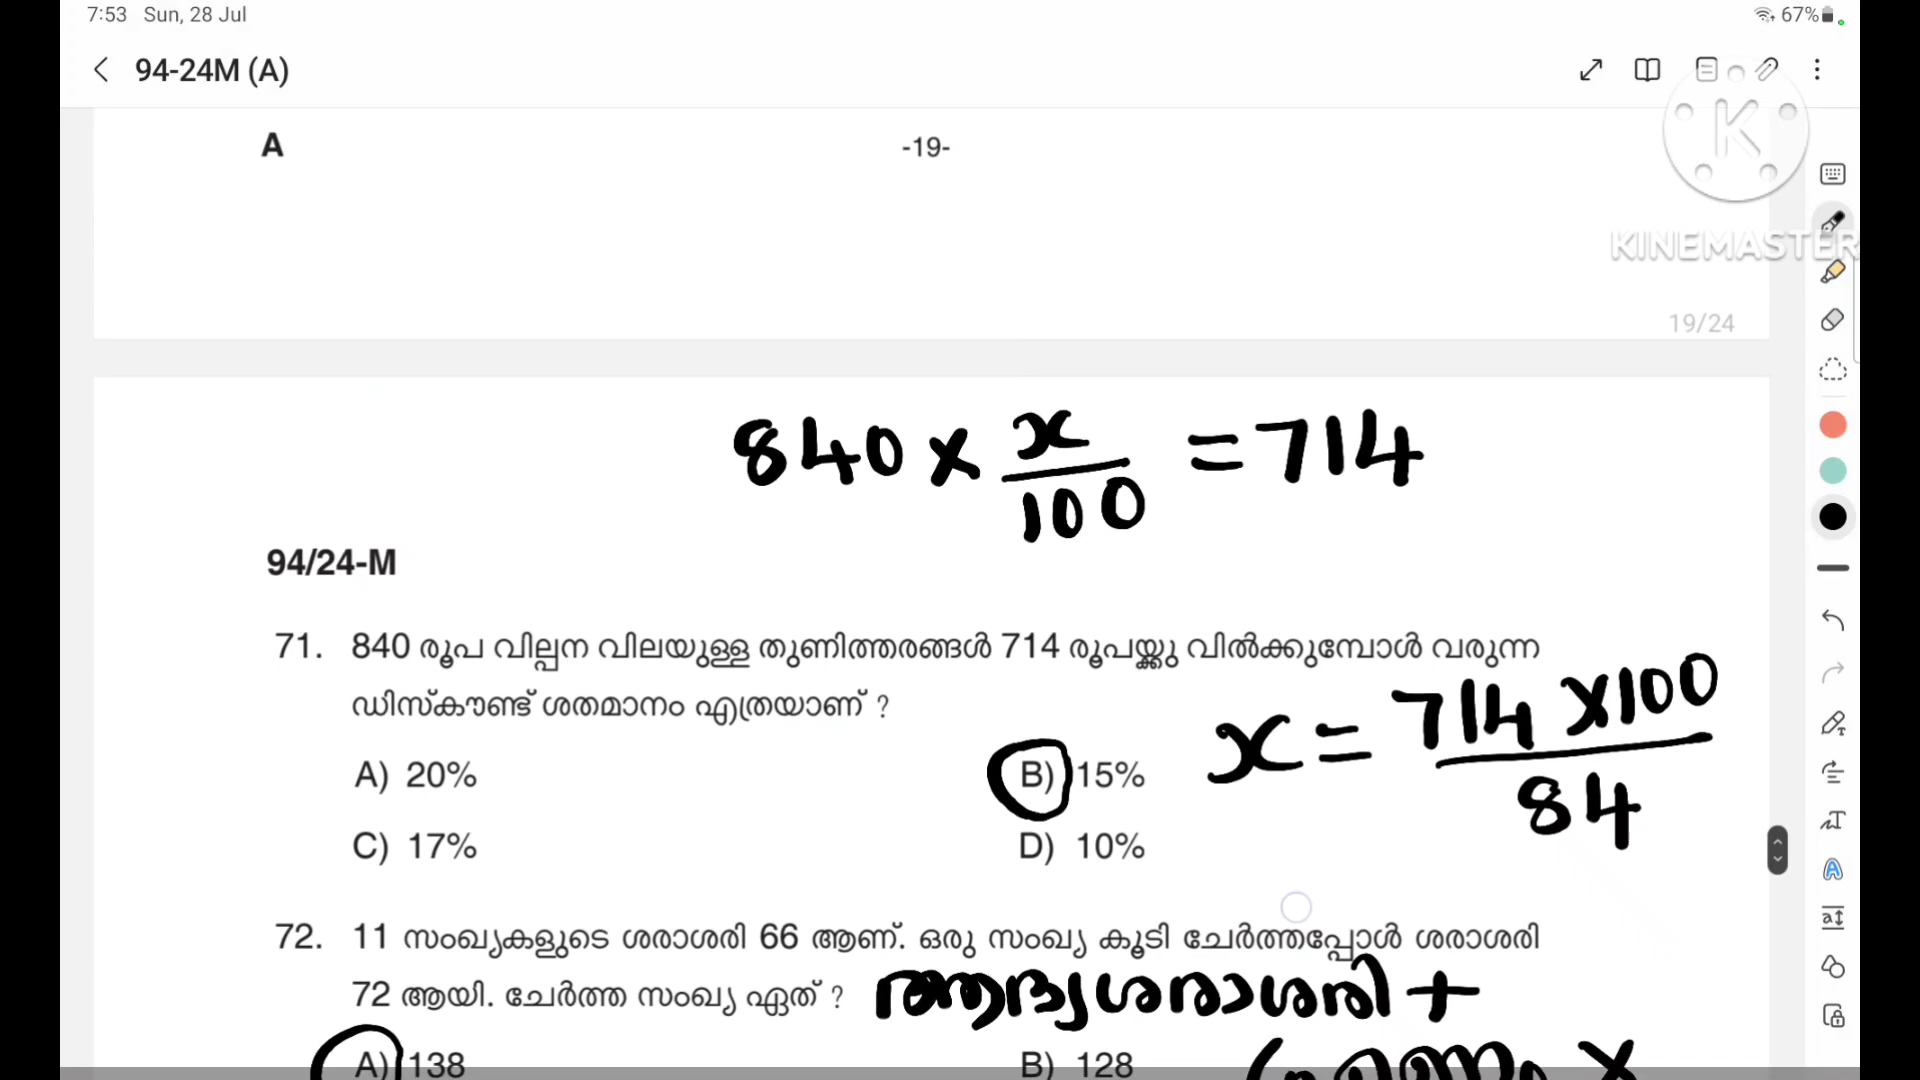 7:53 Sun, 28 Jul 67%
94-24M (A)
A -19-
KINEMASTER
19/24
840 × x/100 = 714
94/24-M
71. 840 രൂപ വില്പന വിലയുള്ള തുണിത്തരങ്ങൾ 714 രൂപയ്ക്കു വിൽക്കുമ്പോൾ വരുന്ന
ഡിസ്കൗണ്ട് ശതമാനം എത്രയാണ് ?
x = 714 × 100 / 84
A) 20% B) 15%
C) 17% D) 10%
72. 11 സംഖ്യകളുടെ ശരാശരി 66 ആണ്. ഒരു സംഖ്യ കൂടി ചേർത്തപ്പോൾ ശരാശരി
72 ആയി. ചേർത്ത സംഖ്യ ഏത് ? ആദ്യശരാശരി +
A) 138 B) 128 (എണ്ണം ×